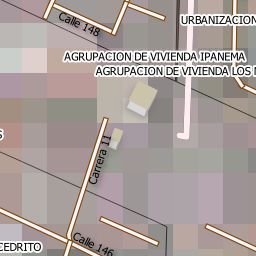 URBANIZACION
Calle 148
AGRUPACION DE VIVIENDA IPANEMA
AGRUPACION DE VIVIENDA LOS
S
Carrera 11
CEDRITO
Calle 146